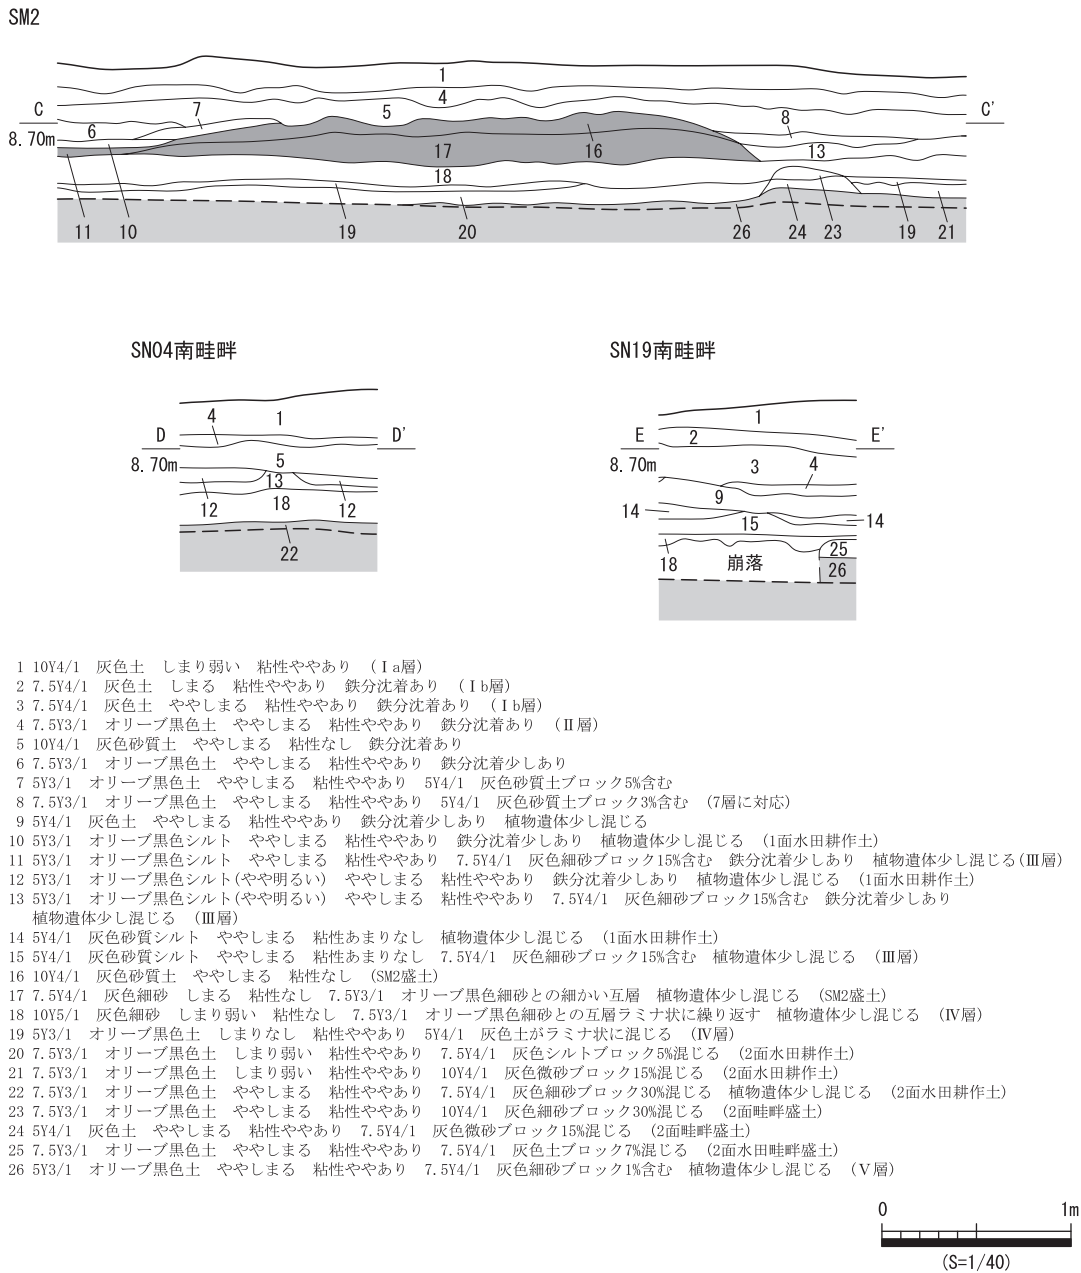 SM2
1
4
C 7 5 8 C'
8.70m 6 17 16 13
18
11 10 19 20 26 24 23 19 21
SN04南畦畔
SN19南畦畔
4 1
D D'
8.70m 5
13
12 18 12
22
1
E 2 E'
8.70m 3 4
9
14 15 14
18 崩落 25
26
1 10Y4/1 灰色土 しまり弱い 粘性ややあり (Ⅰa層)
2 7.5Y4/1 灰色土 しまる 粘性ややあり 鉄分沈着あり (Ⅰb層)
3 7.5Y4/1 灰色土 ややしまる 粘性ややあり 鉄分沈着あり (Ⅰb層)
4 7.5Y3/1 オリーブ黒色土 ややしまる 粘性ややあり 鉄分沈着あり (Ⅱ層)
5 10Y4/1 灰色砂質土 ややしまる 粘性なし 鉄分沈着あり
6 7.5Y3/1 オリーブ黒色土 ややしまる 粘性ややあり 鉄分沈着少しあり
7 5Y3/1 オリーブ黒色土 ややしまる 粘性ややあり 5Y4/1 灰色砂質土ブロック5%含む
8 7.5Y3/1 オリーブ黒色土 ややしまる 粘性ややあり 5Y4/1 灰色砂質土ブロック3%含む (7層に対応)
9 5Y4/1 灰色土 ややしまる 粘性ややあり 鉄分沈着少しあり 植物遺体少し混じる
10 5Y3/1 オリーブ黒色シルト ややしまる 粘性ややあり 鉄分沈着少しあり 植物遺体少し混じる (1面水田耕作土)
11 5Y3/1 オリーブ黒色シルト ややしまる 粘性ややあり 7.5Y4/1 灰色細砂ブロック15%含む 鉄分沈着少しあり 植物遺体少し混じる(Ⅲ層)
12 5Y3/1 オリーブ黒色シルト(やや明るい) ややしまる 粘性ややあり 鉄分沈着少しあり 植物遺体少し混じる (1面水田耕作土)
13 5Y3/1 オリーブ黒色シルト(やや明るい) ややしまる 粘性ややあり 7.5Y4/1 灰色細砂ブロック15%含む 鉄分沈着少しあり
植物遺体少し混じる (Ⅲ層)
14 5Y4/1 灰色砂質シルト ややしまる 粘性あまりなし 植物遺体少し混じる (1面水田耕作土)
15 5Y4/1 灰色砂質シルト ややしまる 粘性あまりなし 7.5Y4/1 灰色細砂ブロック15%含む 植物遺体少し混じる (Ⅲ層)
16 10Y4/1 灰色砂質土 ややしまる 粘性なし (SM2盛土)
17 7.5Y4/1 灰色細砂 しまる 粘性なし 7.5Y3/1 オリーブ黒色細砂との細かい互層 植物遺体少し混じる (SM2盛土)
18 10Y5/1 灰色細砂 しまり弱い 粘性なし 7.5Y3/1 オリーブ黒色細砂との互層ラミナ状に繰り返す 植物遺体少し混じる (Ⅳ層)
19 5Y3/1 オリーブ黒色土 しまりなし 粘性ややあり 5Y4/1 灰色土がラミナ状に混じる (Ⅳ層)
20 7.5Y3/1 オリーブ黒色土 しまり弱い 粘性ややあり 7.5Y4/1 灰色シルトブロック5%混じる (2面水田耕作土)
21 7.5Y3/1 オリーブ黒色土 しまり弱い 粘性ややあり 10Y4/1 灰色微砂ブロック15%混じる (2面水田耕作土)
22 7.5Y3/1 オリーブ黒色土 ややしまる 粘性ややあり 7.5Y4/1 灰色細砂ブロック30%混じる 植物遺体少し混じる (2面水田耕作土)
23 7.5Y3/1 オリーブ黒色土 ややしまる 粘性ややあり 10Y4/1 灰色細砂ブロック30%混じる (2面畦畔盛土)
24 5Y4/1 灰色土 ややしまる 粘性ややあり 7.5Y4/1 灰色微砂ブロック15%混じる (2面畦畔盛土)
25 7.5Y3/1 オリーブ黒色土 ややしまる 粘性ややあり 7.5Y4/1 灰色土ブロック7%混じる (2面水田畦畔盛土)
26 5Y3/1 オリーブ黒色土 ややしまる 粘性ややあり 7.5Y4/1 灰色細砂ブロック1%含む 植物遺体少し混じる (Ⅴ層)
0 1m
(S=1/40)